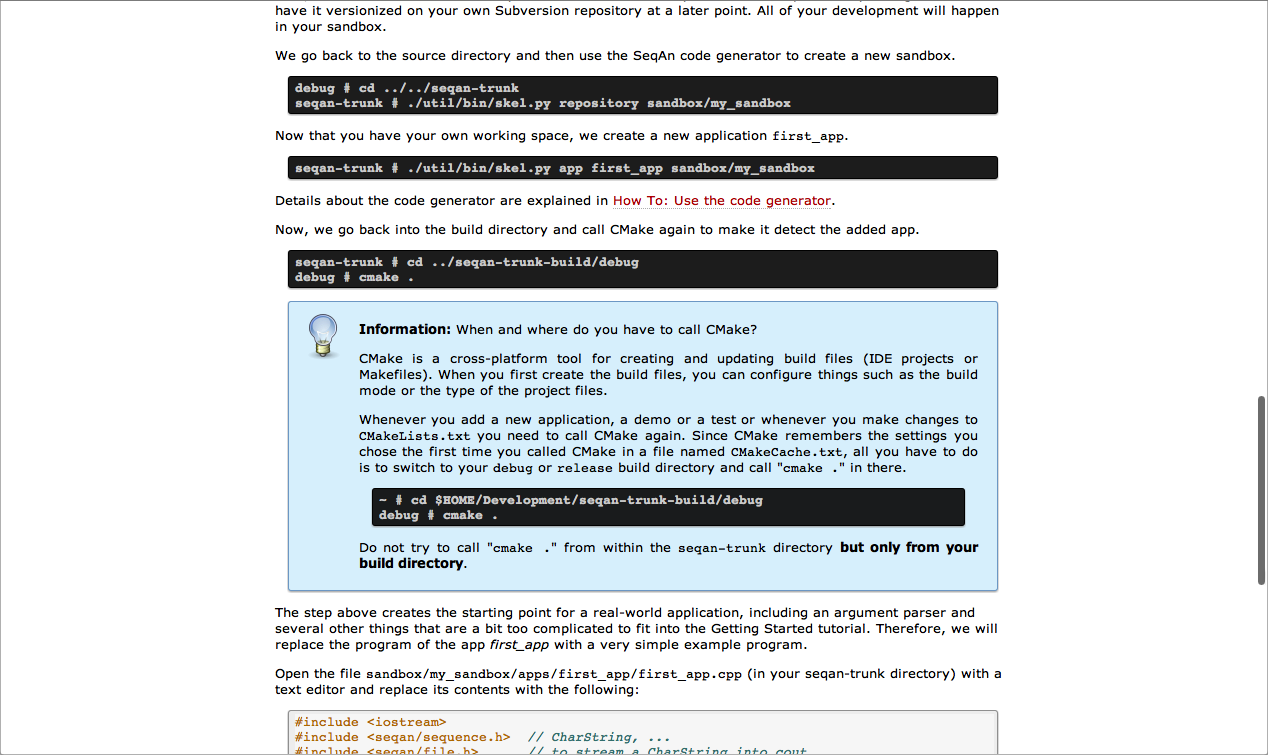 have it versionized on your own Subversion repository at a later point. All of your development will happen
in your sandbox.
We go back to the source directory and then use the SeqAn code generator to create a new sandbox.
debug # cd ../../seqan-trunk
seqan-trunk # ./util/bin/skel.py repository sandbox/my_sandbox
Now that you have your own working space, we create a new application first_app.
seqan-trunk # ./util/bin/skel.py app first_app sandbox/my_sandbox
Details about the code generator are explained in How To: Use the code generator.
Now, we go back into the build directory and call CMake again to make it detect the added app.
seqan-trunk # cd ../seqan-trunk-build/debug
debug # cmake .
Information: When and where do you have to call CMake?
CMake is a cross-platform tool for creating and updating build files (IDE projects or
Makefiles). When you first create the build files, you can configure things such as the build
mode or the type of the project files.
Whenever you add a new application, a demo or a test or whenever you make changes to
CMakeLists.txt you need to call CMake again. Since CMake remembers the settings you
chose the first time you called CMake in a file named CMakeCache.txt, all you have to do
is to switch to your debug or release build directory and call "cmake ." in there.
~ # cd $HOME/Development/seqan-trunk-build/debug
debug # cmake .
Do not try to call "cmake ." from within the seqan-trunk directory but only from your
build directory.
The step above creates the starting point for a real-world application, including an argument parser and
several other things that are a bit too complicated to fit into the Getting Started tutorial. Therefore, we will
replace the program of the app first_app with a very simple example program.
Open the file sandbox/my_sandbox/apps/first_app/first_app.cpp (in your seqan-trunk directory) with a
text editor and replace its contents with the following:
#include <iostream>
#include <seqan/sequence.h> // CharString, ...
#include <seqan/file.h> // to stream a CharString into cout